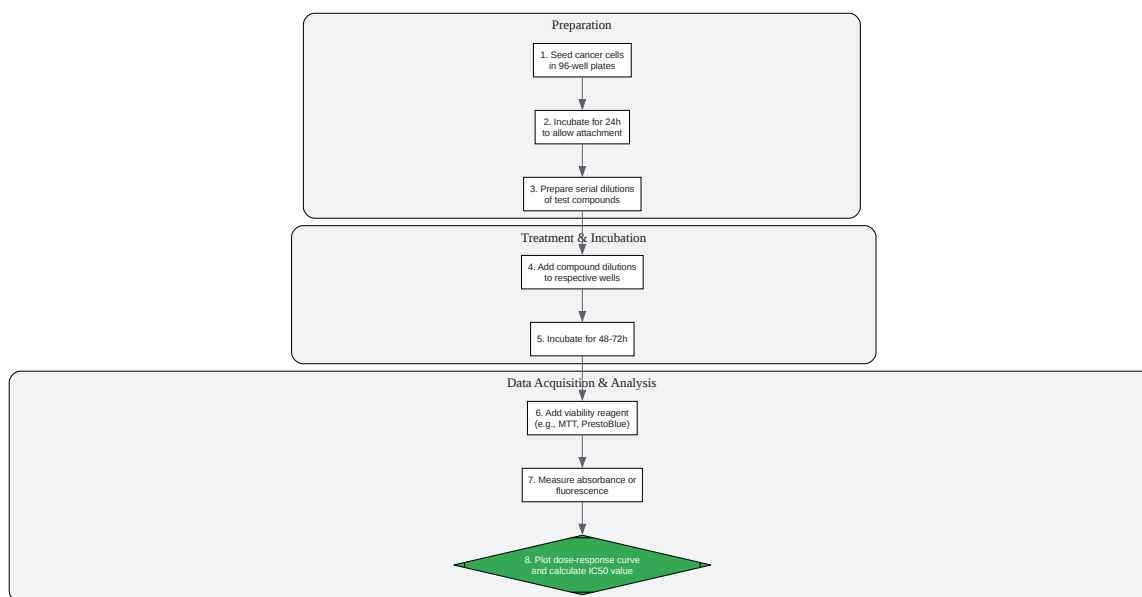 Preparation
1. Seed cancer cells
in 96-well plates
2. Incubate for 24h
to allow attachment
3. Prepare serial dilutions
of test compounds
Treatment & Incubation
4. Add compound dilutions
to respective wells
5. Incubate for 48-72h
Data Acquisition & Analysis
6. Add viability reagent
(e.g., MTT, PrestoBlue)
7. Measure absorbance or
fluorescence
8. Plot dose-response curve
and calculate IC50 value